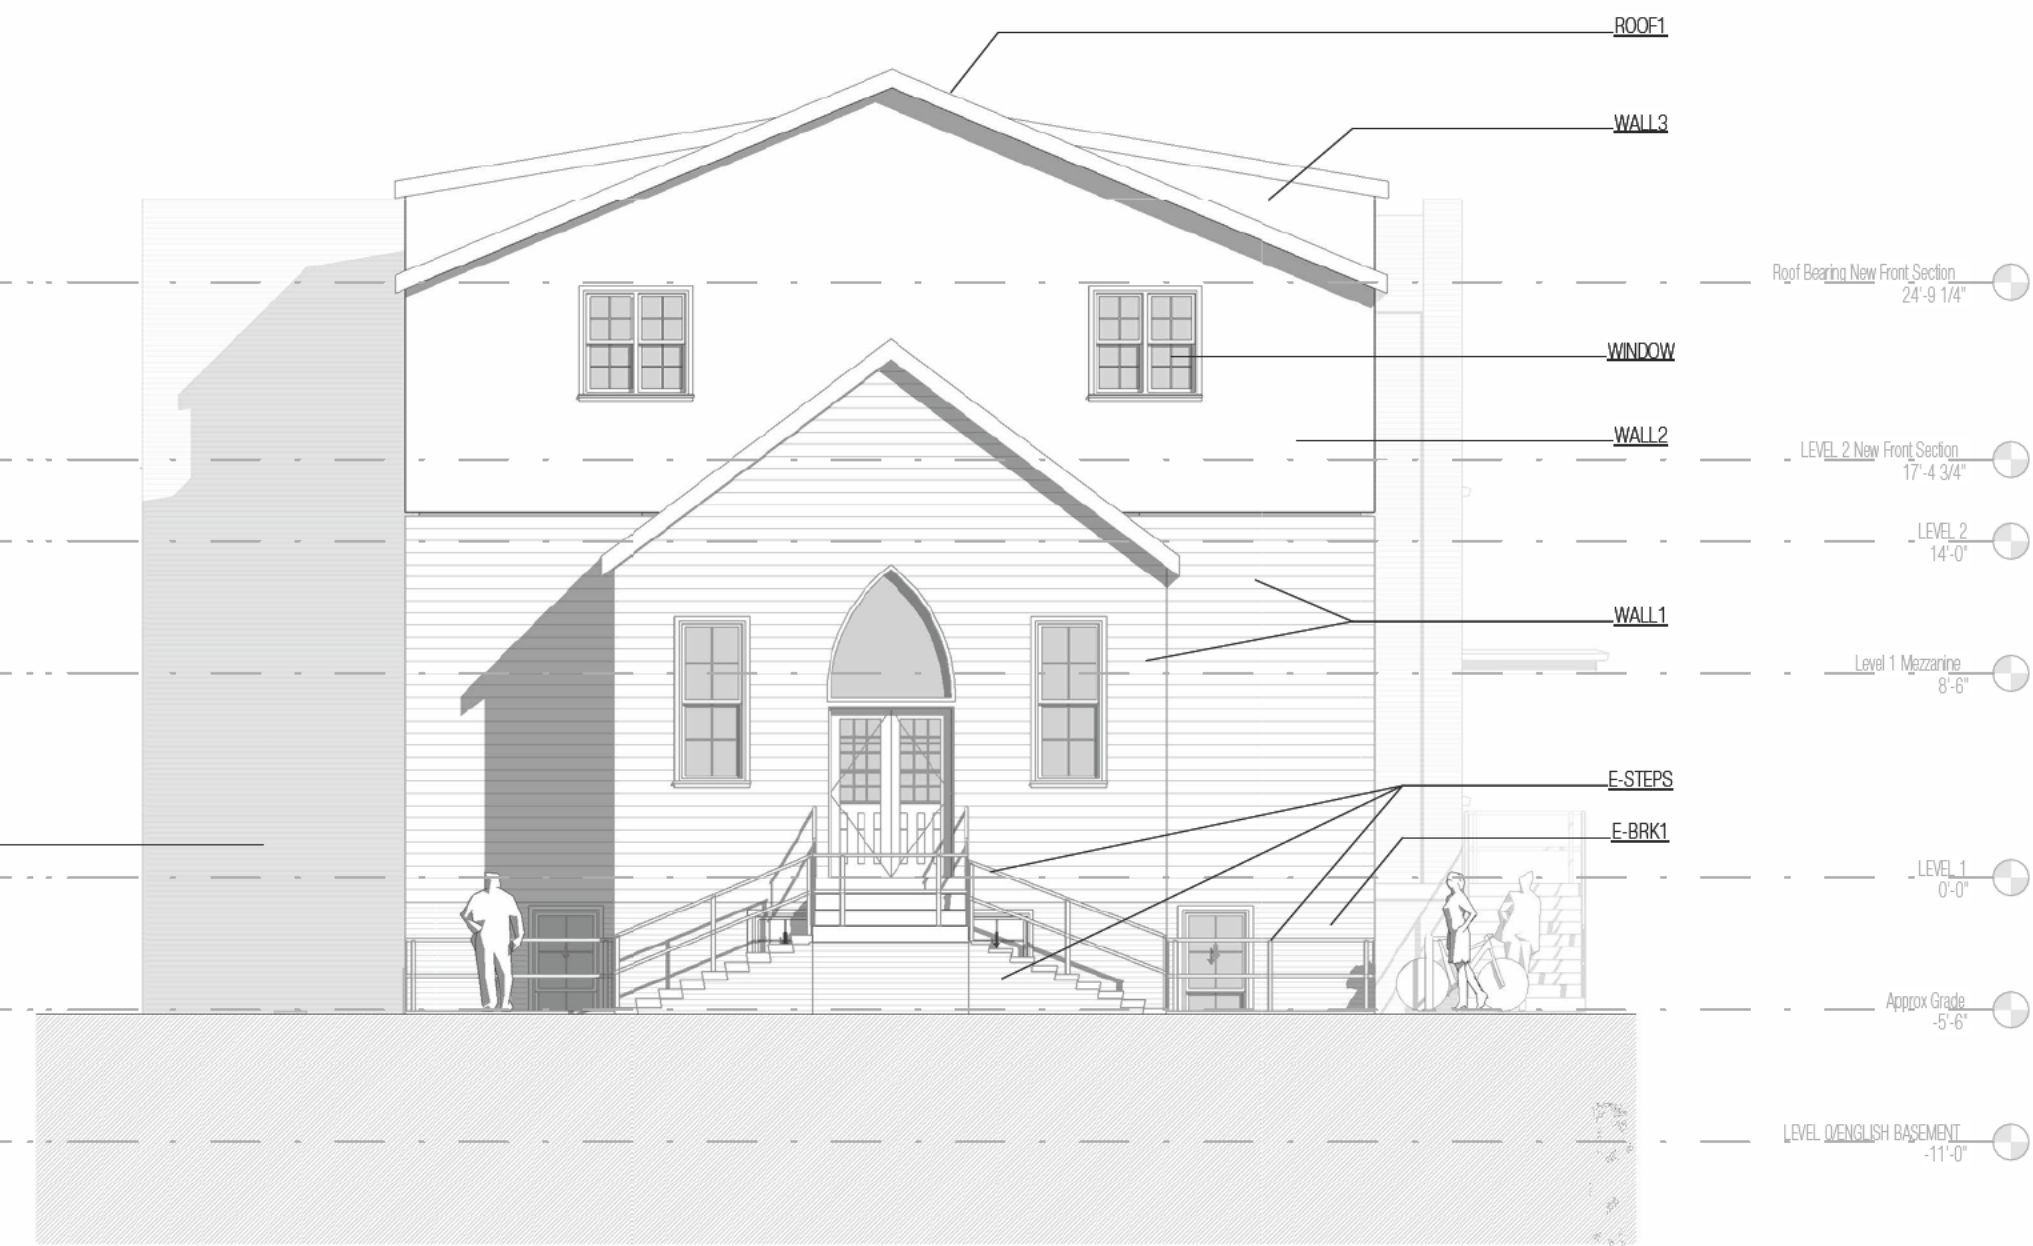 ROOF1
WALL3
Roof Bearing New Front Section
24'-9 1/4"
WINDOW
WALL2
LEVEL 2 New Front Section
17'-4 3/4"
LEVEL 2
14'-0"
WALL1
Level 1 Mezzanine
8'-6"
E-STEPS
E-BRK1
LEVEL 1
0'-0"
Approx Grade
-5'-6"
LEVEL 0/ENGLISH BASEMENT
-11'-0"